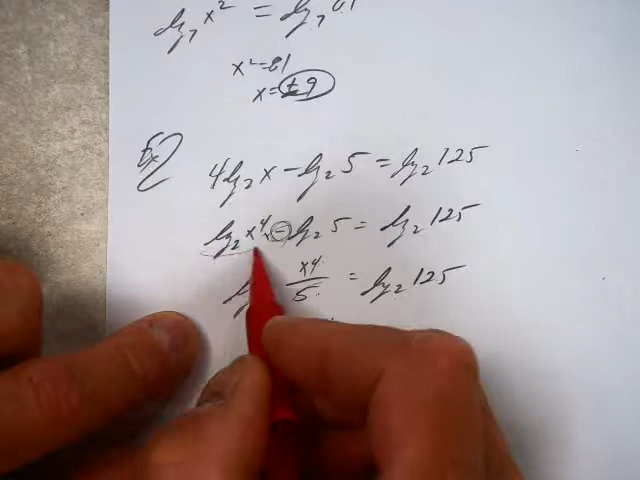 log₇ x² = log₇ 81
x² = 81
x = ±9
Ex)
4 log₂ x - log₂ 5 = log₂ 125
log₂ x⁴ - log₂ 5 = log₂ 125
x⁴/5 = log₂ 125